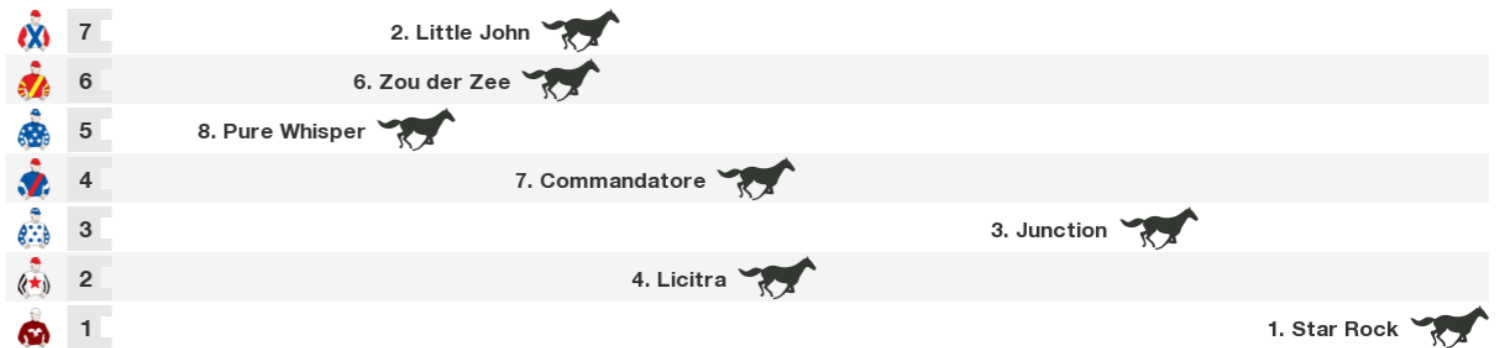 7 2. Little John
6 6. Zou der Zee
5 8. Pure Whisper
4 7. Commandatore
3 3. Junction
2 4. Licitra
1 1. Star Rock